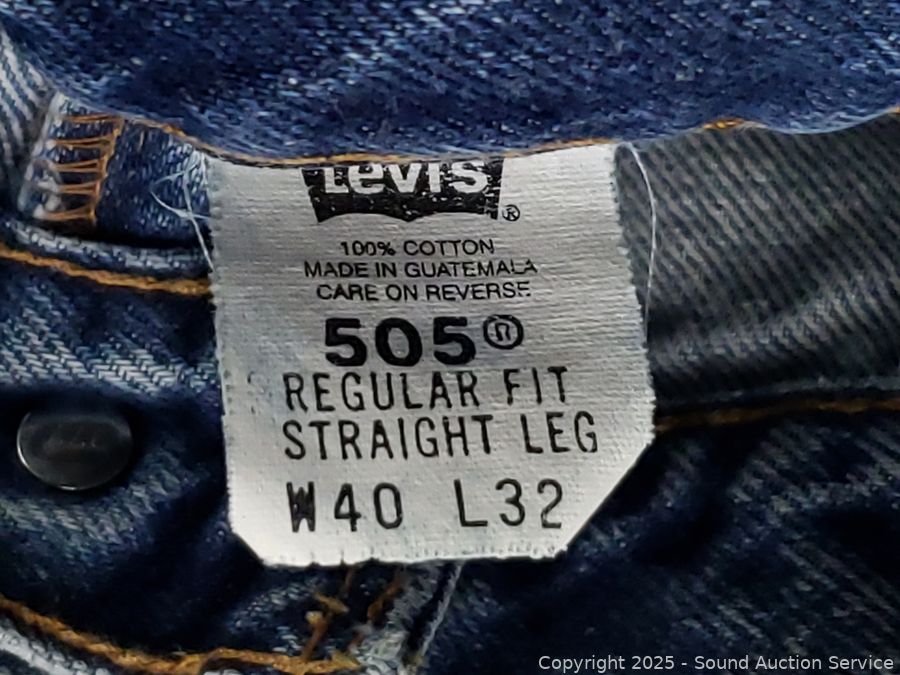 Levi's
®
100% COTTON
MADE IN GUATEMALA
CARE ON REVERSE
505®
REGULAR FIT
STRAIGHT LEG
W40 L32
Copyright 2025 - Sound Auction Service